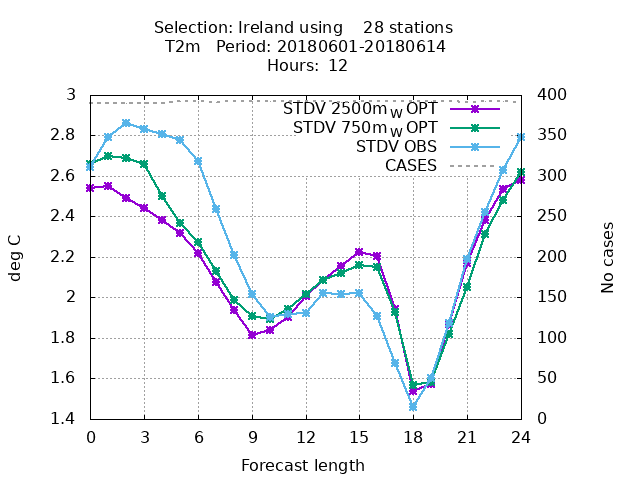 Selection: Ireland using    28 stations
T2m   Period: 20180601-20180614
Hours:  12
3
2.8
2.6
2.4
2.2
2
1.8
1.6
1.4
deg C
STDV 2500m W OPT
STDV 750m W OPT
STDV OBS
CASES
400
350
300
250
200
150
100
50
0
No cases
0 3 6 9 12 15 18 21 24
Forecast length